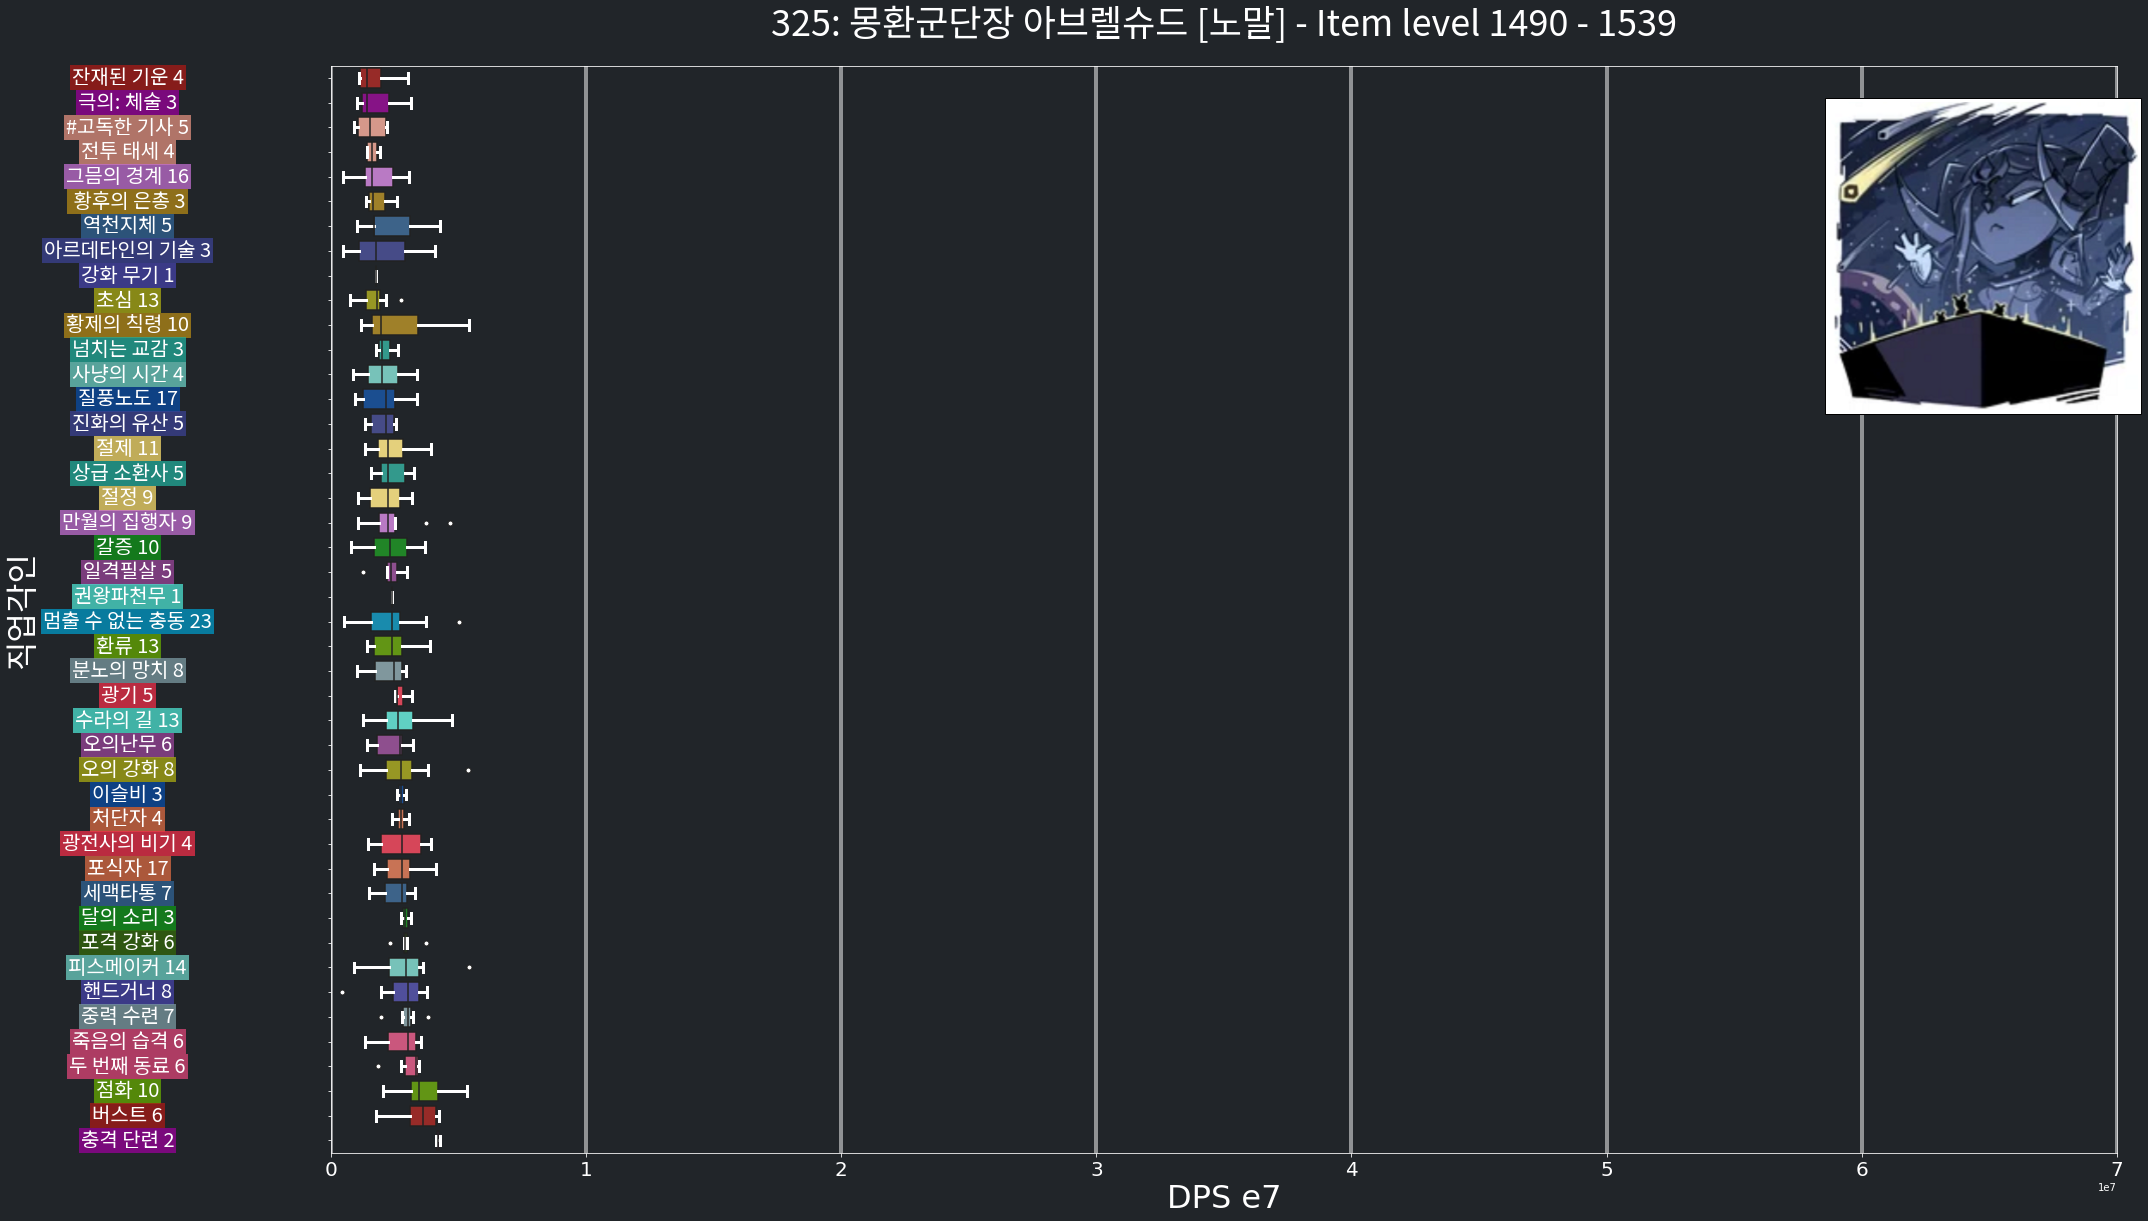 325: 몽환군단장 아브렐슈드 [노말] - Item level 1490 - 1539
잔재된 기운 4
극의: 체술 3
#고독한 기사 5
전투 태세 4
그믐의 경계 16
황후의 은총 3
역천지체 5
아르데타인의 기술 3
강화 무기 1
초심 13
황제의 칙령 10
넘치는 교감 3
사냥의 시간 4
질풍노도 17
진화의 유산 5
절제 11
상급 소환사 5
절정 9
만월의 집행자 9
갈증 10
일격필살 5
권왕파천무 1
멈출 수 없는 충동 23
환류 13
분노의 망치 8
광기 5
수라의 길 13
오의난무 6
오의 강화 8
이슬비 3
처단자 4
광전사의 비기 4
포식자 17
세맥타통 7
달의 소리 3
포격 강화 6
피스메이커 14
핸드거너 8
중력 수련 7
죽음의 습격 6
두 번째 동료 6
점화 10
버스트 6
충격 단련 2
직업각인
0 1 2 3 4 5 6 7
1e7
DPS e7